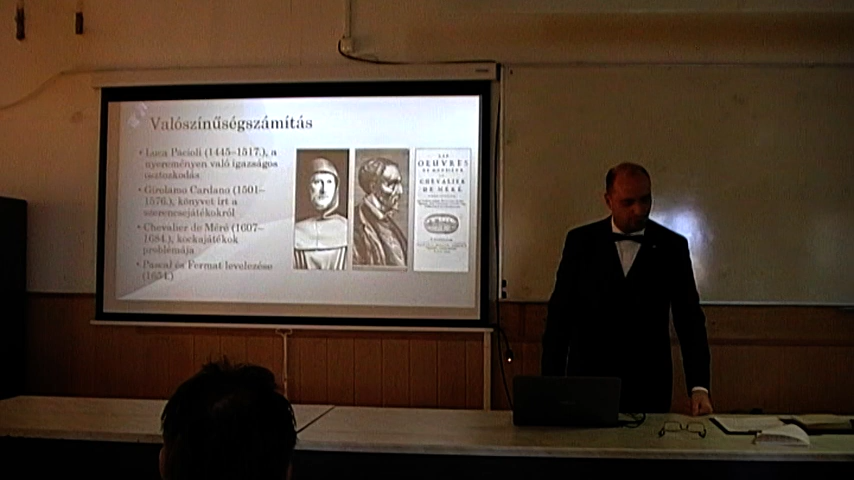 Valószínűségszámítás
• Luca Pacioli (1445–1517.), a
nyereményen való igazságos
osztozkodás
• Girolamo Cardano (1501–
1576.), könyvet írt a
szerencsejátékokról
• Chevalier de Méré (1607–
1684.), kockajátékok
problémája
• Pascal és Fermat levelezése
(1654.)
LES
OEUVRES
DE MONSIEUR
LE
CHEVALIER
DE MERÉ.